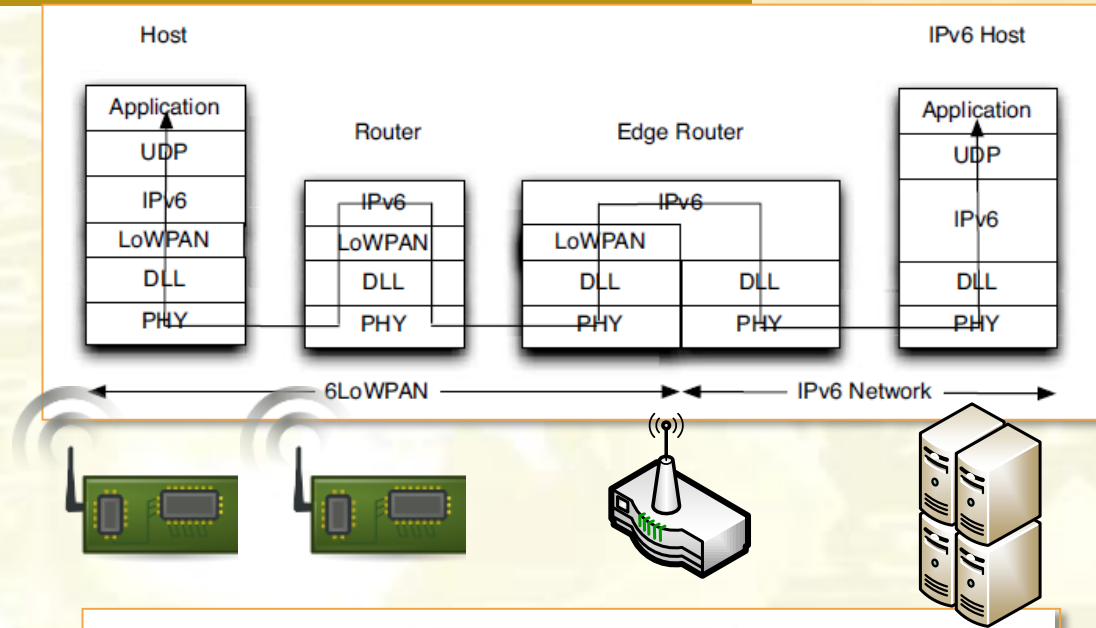 Host
IPv6 Host
Router
Edge Router
Application
UDP
IPv6
LoWPAN
DLL
PHY
IPv6
LoWPAN
DLL
PHY
IPv6
LoWPAN
DLL
DLL
PHY
PHY
Application
UDP
IPv6
DLL
PHY
6LoWPAN
IPv6 Network